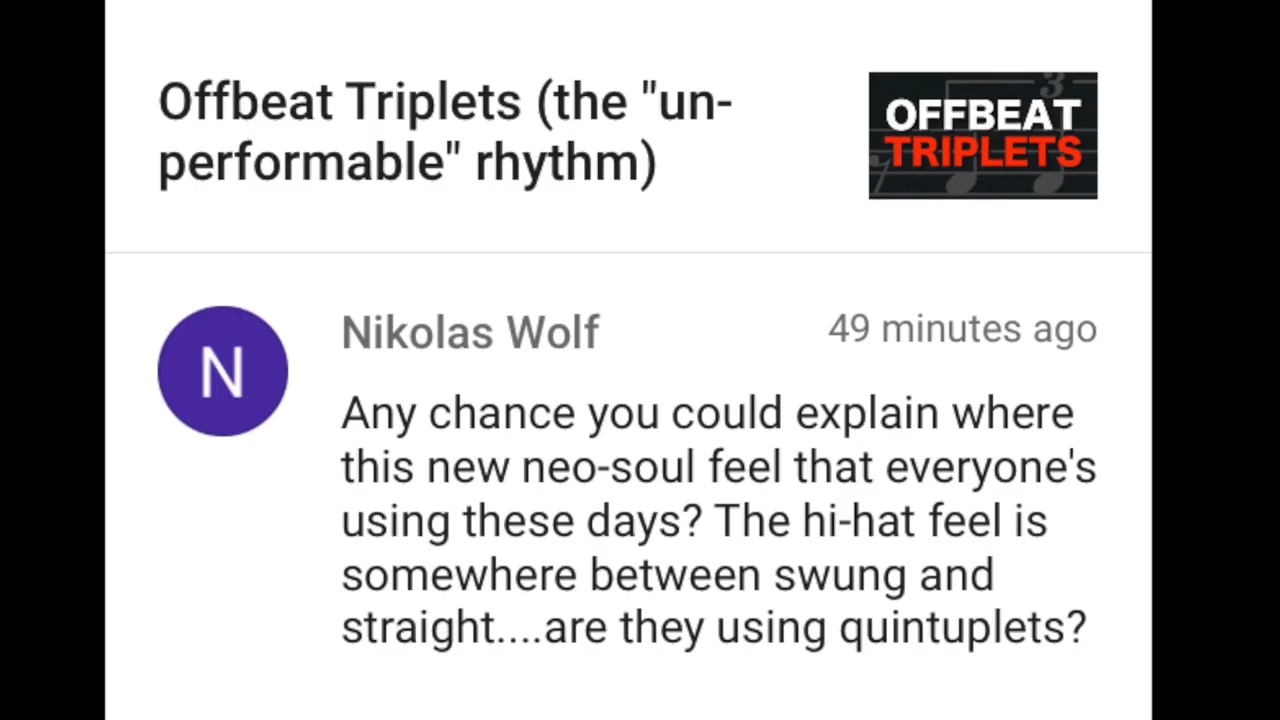 Offbeat Triplets (the "un-
performable" rhythm)
3
OFFBEAT
TRIPLETS
N
Nikolas Wolf
49 minutes ago
Any chance you could explain where
this new neo-soul feel that everyone's
using these days? The hi-hat feel is
somewhere between swung and
straight....are they using quintuplets?